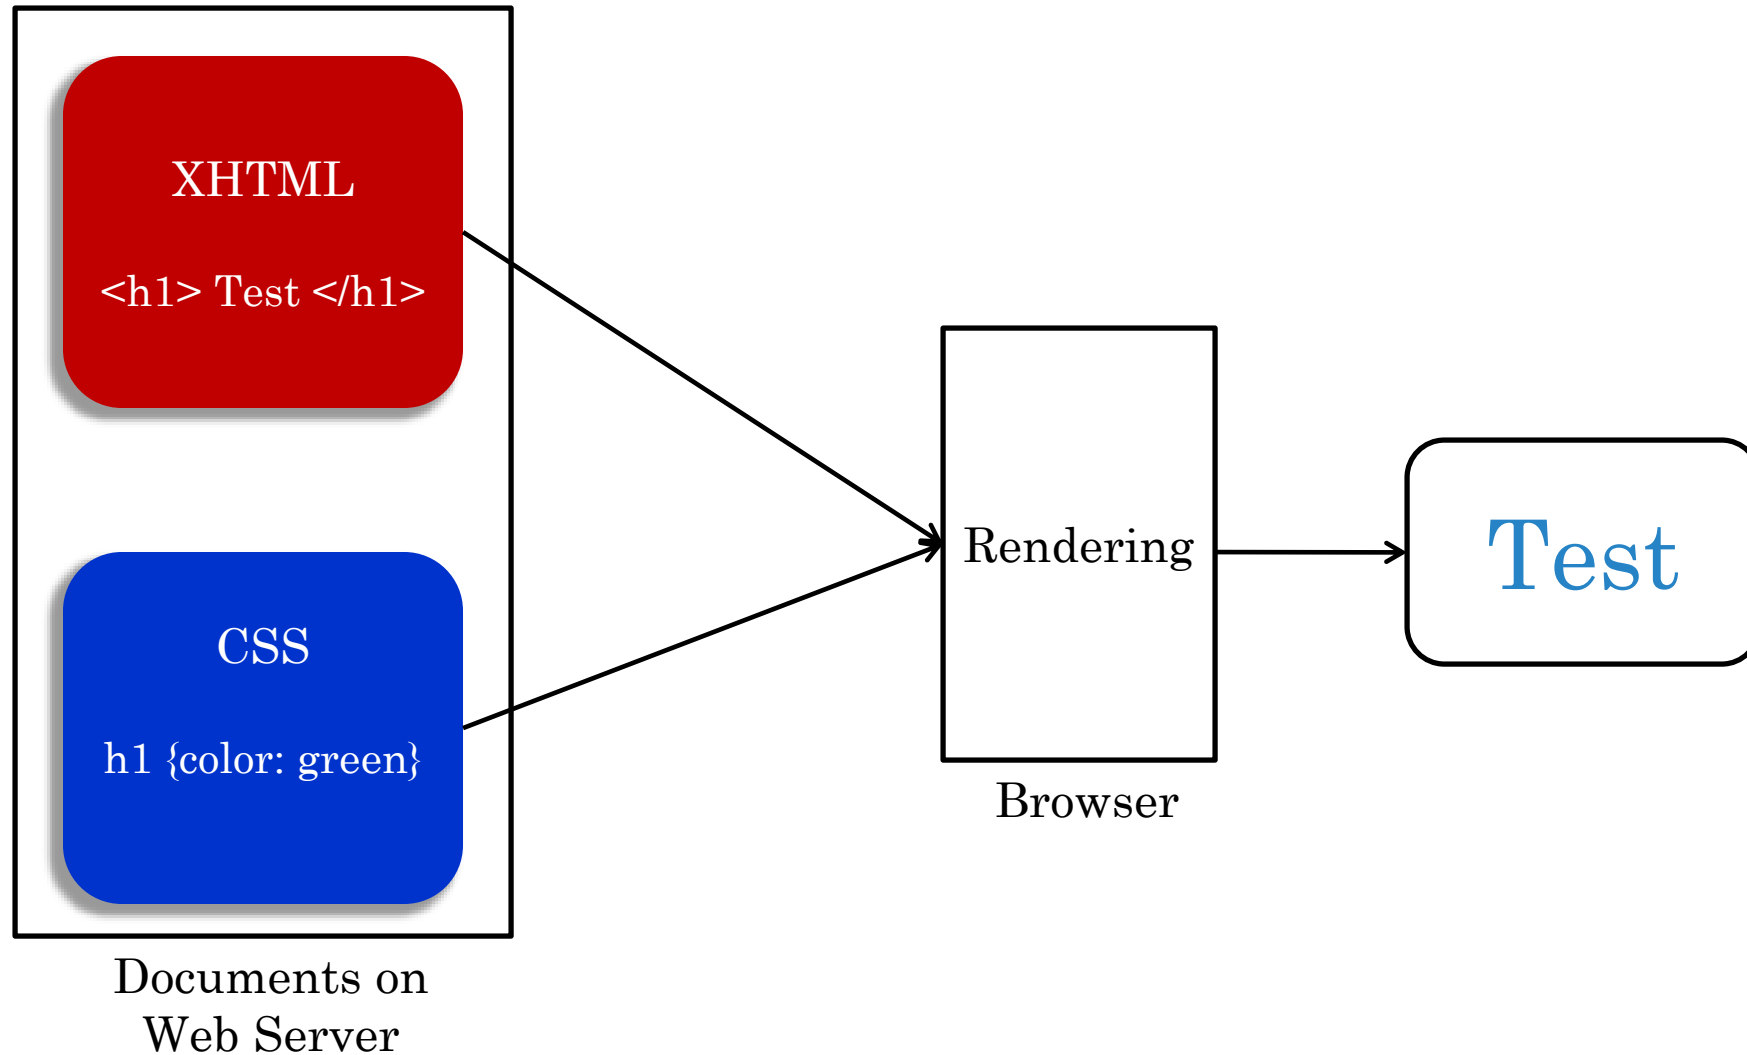 XHTML
<h1> Test </h1>
CSS
h1 {color: green}
Documents on
Web Server
Rendering
Browser
Test